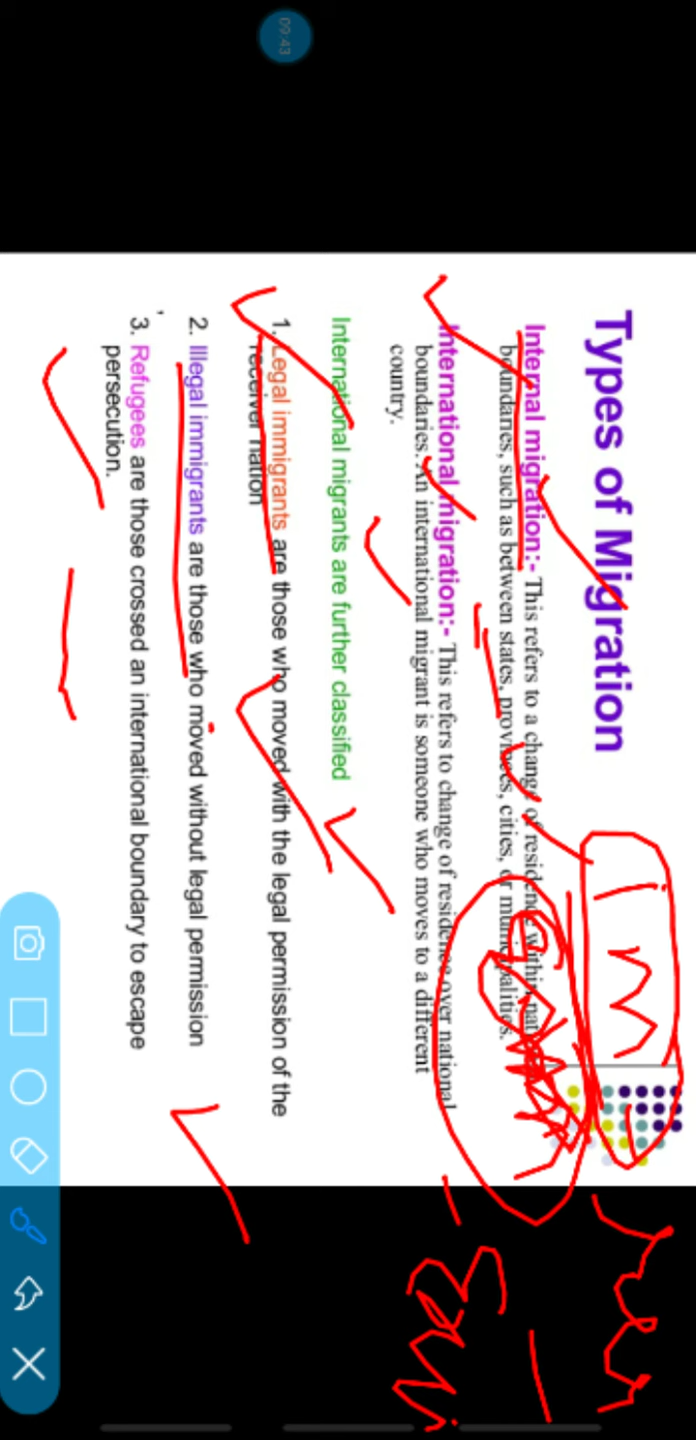 09:43
Types of Migration
Internal migration:- This refers to a change of residence within national
boundaries, such as between states, provinces, cities, or municipalities.
International migration:- This refers to change of residence over national
boundaries. An international migrant is someone who moves to a different
country.
International migrants are further classified
1. Legal immigrants are those who moved with the legal permission of the
receiver nation
2. Illegal immigrants are those who moved without legal permission
3. Refugees are those crossed an international boundary to escape
persecution.